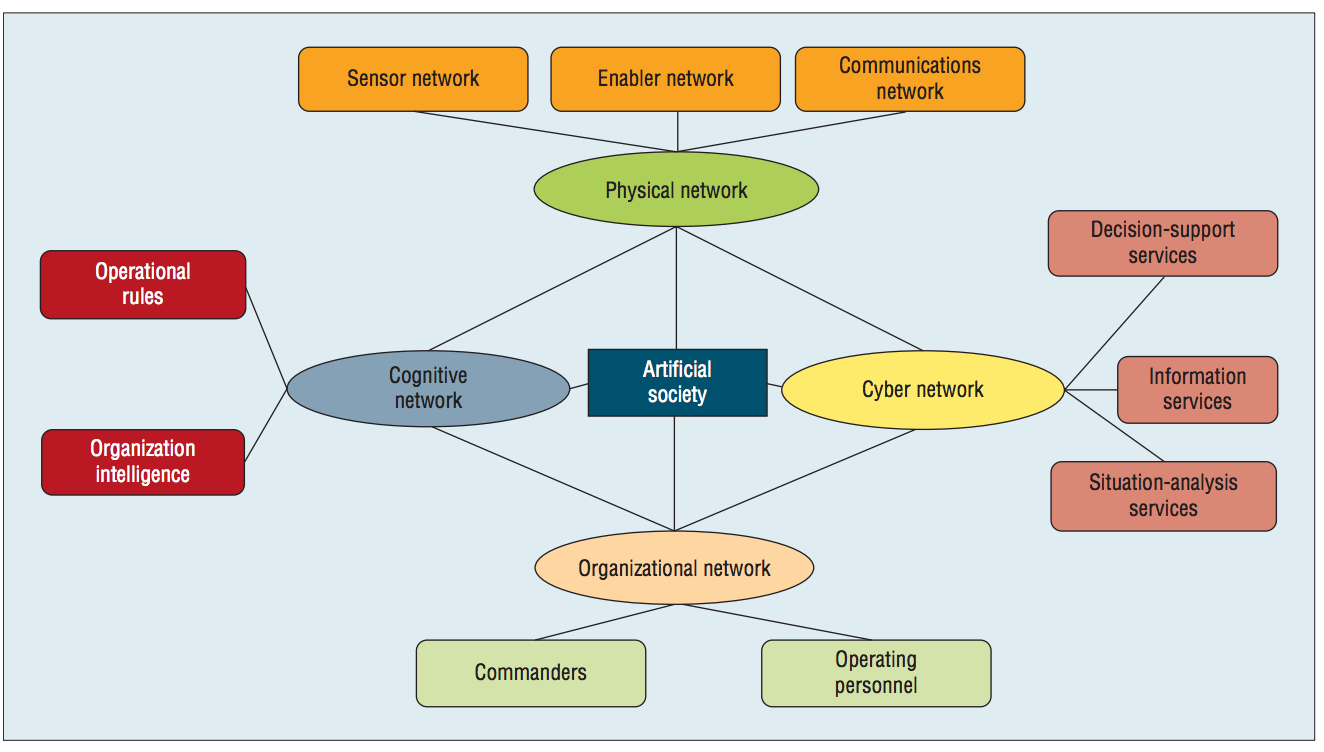 Sensor network
Enabler network
Communications
network
Physical network
Decision-support
services
Operational
rules
Cognitive
network
Artificial
society
Cyber network
Information
services
Organization
intelligence
Situation-analysis
services
Organizational network
Commanders
Operating
personnel